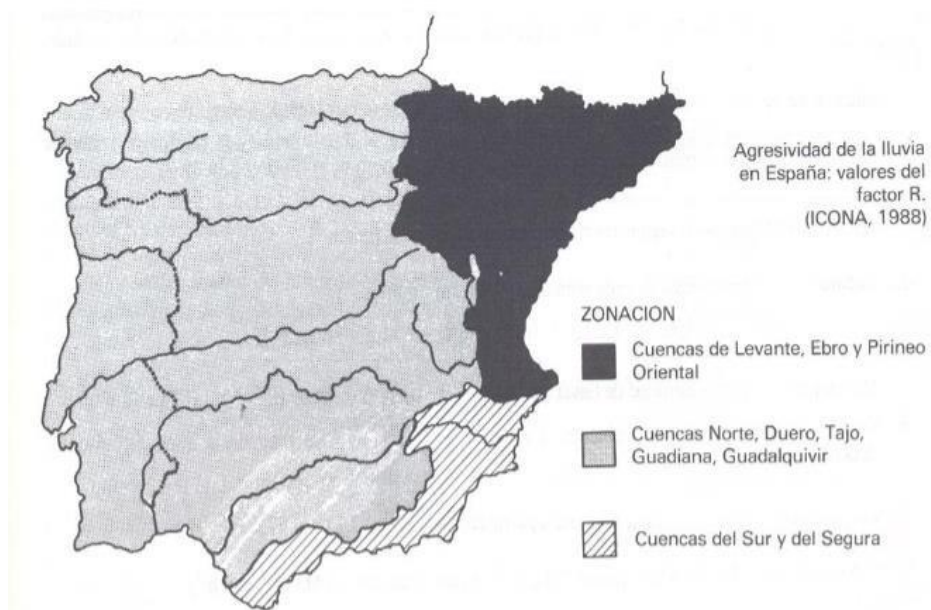 Agresividad de la lluvia
en España: valores del
factor R.
(ICONA, 1988)
ZONACION
Cuencas de Levante, Ebro y Pirineo
Oriental
Cuencas Norte, Duero, Tajo,
Guadiana, Guadalquivir
Cuencas del Sur y del Segura